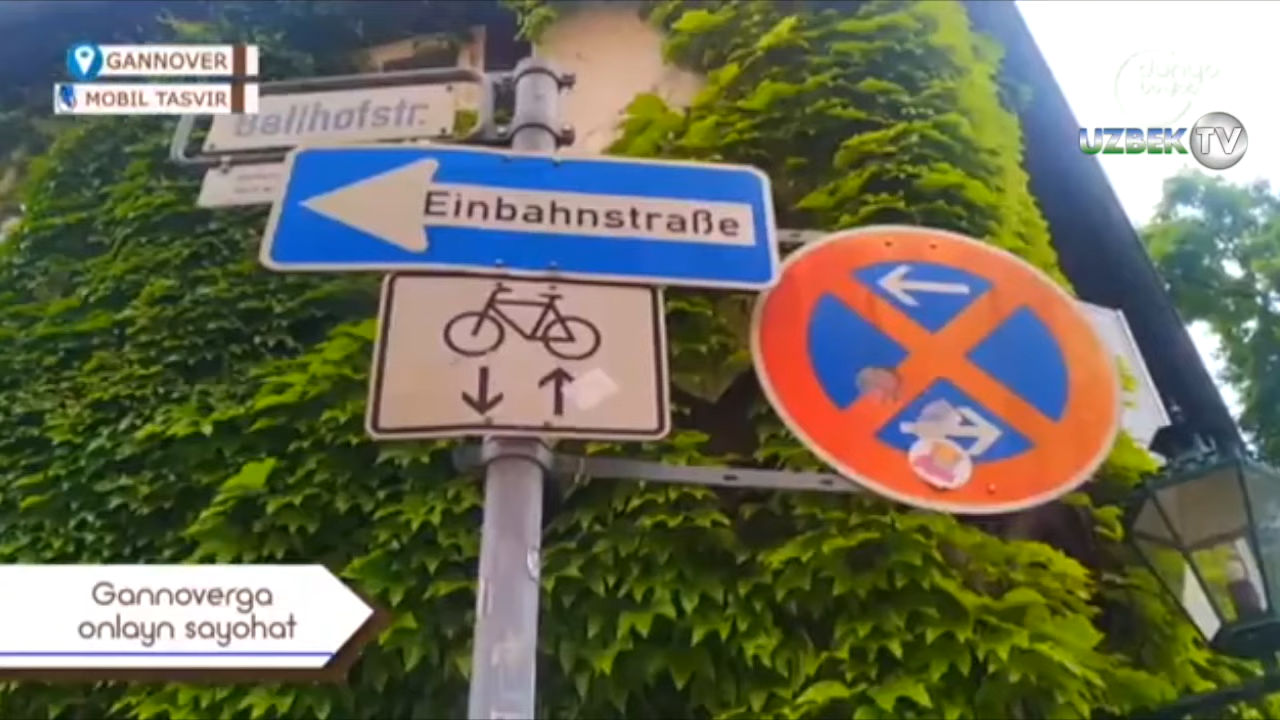 GANNOVER
MOBIL TASVIR
Ballhofstr.
UZBEK TV
Einbahnstraße
Gannoverga
onlayn sayohat